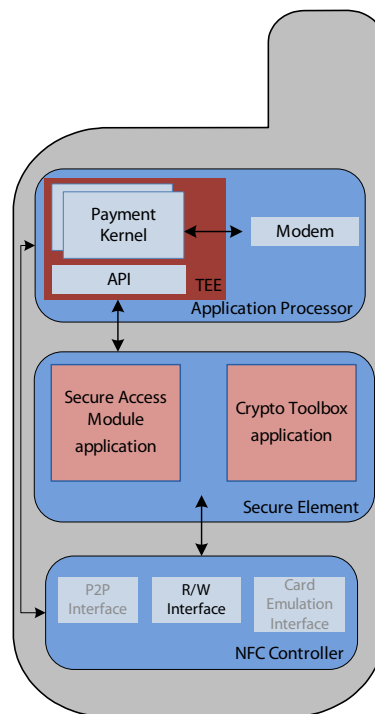 Payment
Kernel
Modem
API
TEE
Application Processor
Secure Access
Module
application
Crypto Toolbox
application
Secure Element
P2P
Interface
R/W
Interface
Card
Emulation
Interface
NFC Controller